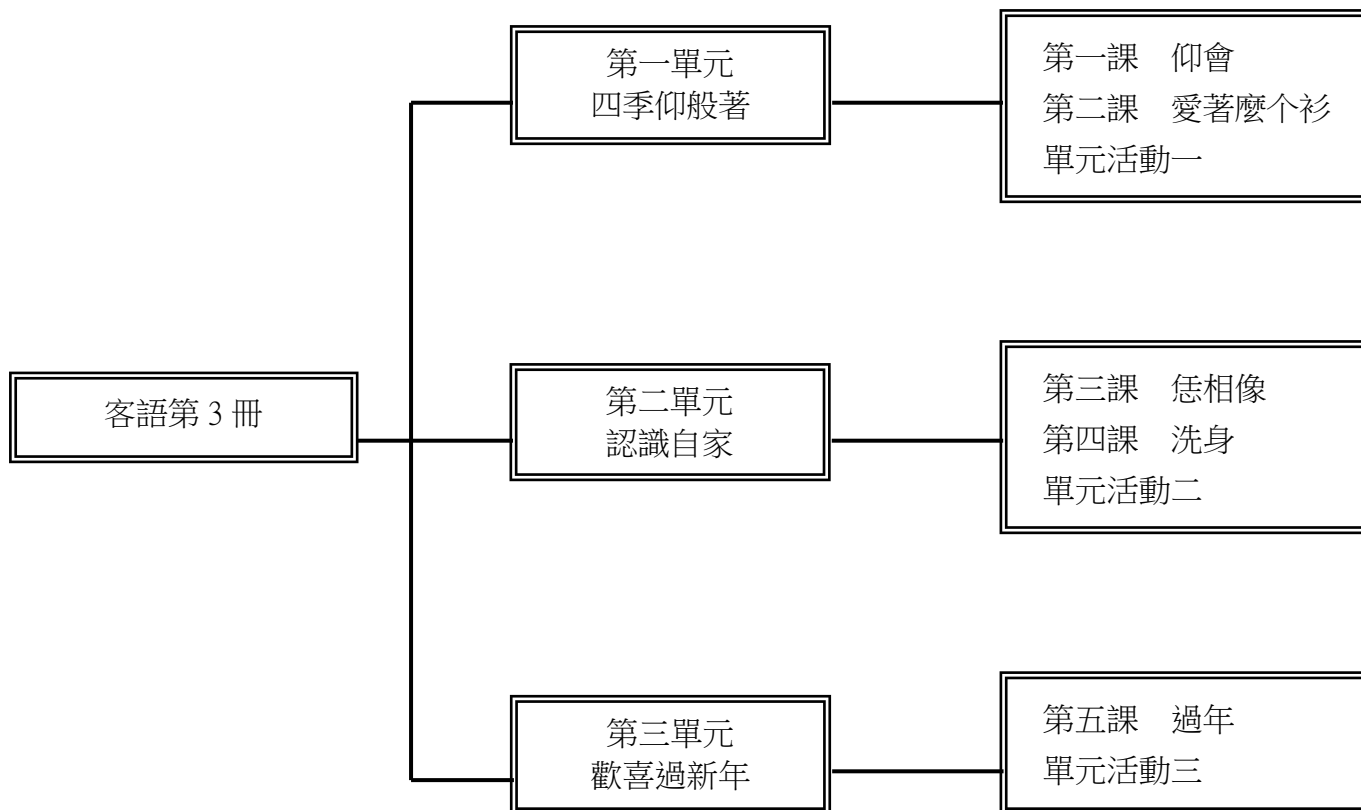 客語第 3 冊
第一單元
四季仰般著
第一課　仰會
第二課　愛著麼个衫
單元活動一
第二單元
認識自家
第三課　恁相像
第四課　洗身
單元活動二
第三單元
歡喜過新年
第五課　過年
單元活動三